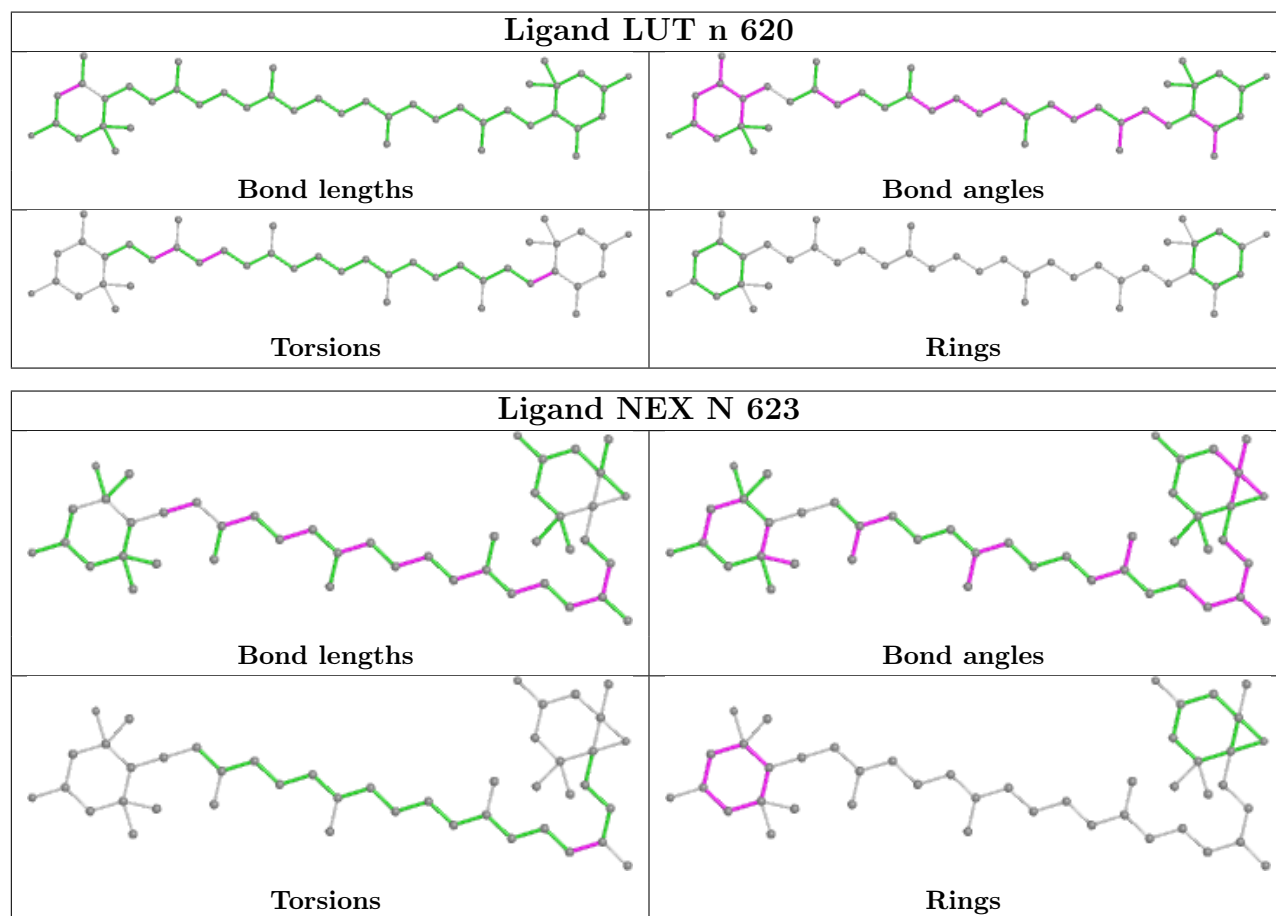 Ligand LUT n 620
Bond lengths
Bond angles
Torsions
Rings
Ligand NEX N 623
Bond lengths
Bond angles
Torsions
Rings